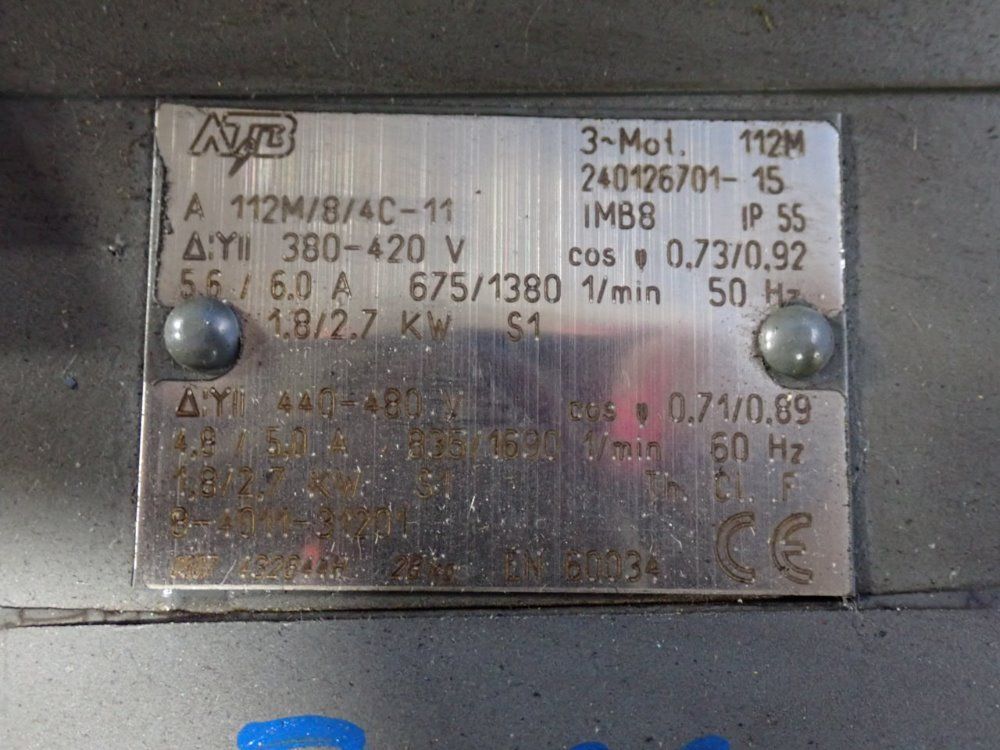 ATB 3~Mot. 112M
240126701-15
A 112M/8/4C-11 IMB8 IP 55
Δ:YII 380-420 V cos φ 0.73/0.92
5.6 / 6.0 A 675/1380 1/min 50 Hz
1.8/2.7 KW S1
Δ:YII 440-480 V cos φ 0.71/0.89
4.8 / 5.0 A 835/1690 1/min 60 Hz
1.8/2.7 KW S1 Th. Cl. F
8-4011-31201
28 kg EN 60034 CE